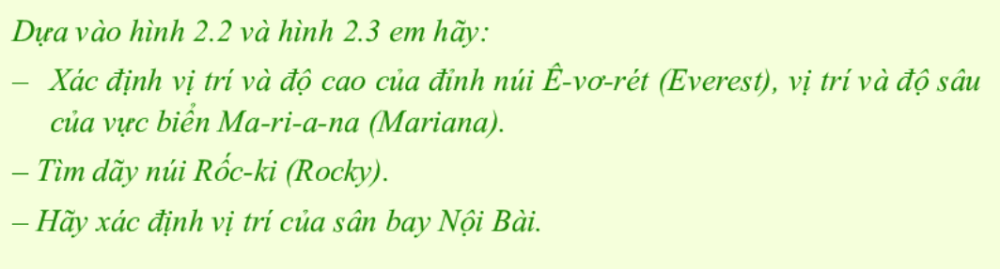 Dựa vào hình 2.2 và hình 2.3 em hãy:
– Xác định vị trí và độ cao của đỉnh núi Ê-vơ-rét (Everest), vị trí và độ sâu
của vực biển Ma-ri-a-na (Mariana).
– Tìm dãy núi Rốc-ki (Rocky).
– Hãy xác định vị trí của sân bay Nội Bài.